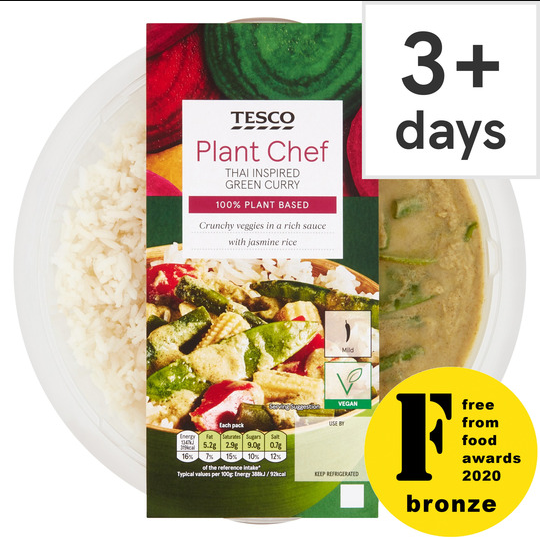 3+
days
TESCO
Plant Chef
THAI INSPIRED
GREEN CURRY
100% PLANT BASED
Crunchy veggies in a rich sauce
with jasmine rice
Mild
VEGAN
Serving Suggestion
USE BY
KEEP REFRIGERATED
Each pack
Energy Fat Saturates Sugars Salt
5.2g 2.9g 9.0g 0.7g
16% 7% 15% 10% 12%
of the reference intake*
Typical values per 100g: Energy 388kJ / 92kcal
F
free
from
food
awards
2020
bronze